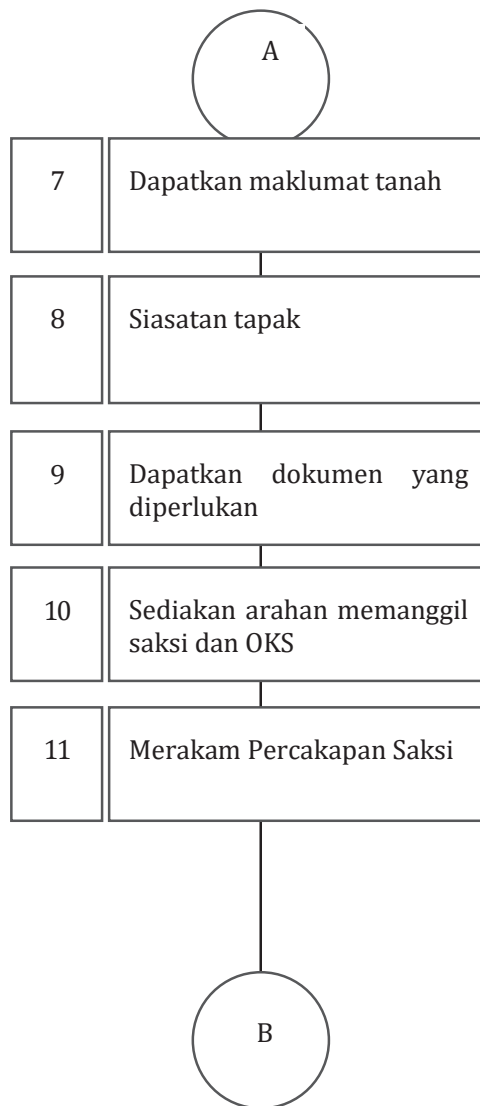 A
7
Dapatkan maklumat tanah
8
Siasatan tapak
9
Dapatkan dokumen yang
diperlukan
10
Sediakan arahan memanggil
saksi dan OKS
11
Merakam Percakapan Saksi
B